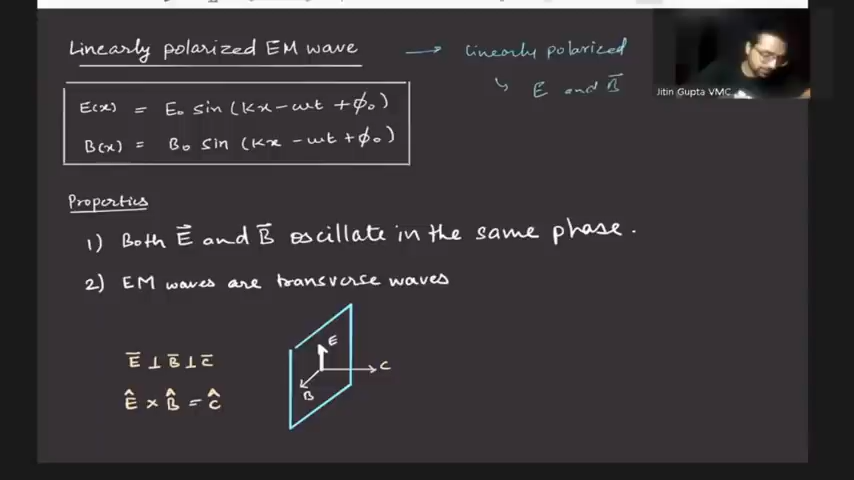 Linearly polarized EM wave → Linearly polarized
↳ E and B⃗
E(x) = E₀ sin (kx - ωt + ϕ₀)
B(x) = B₀ sin (kx - ωt + ϕ₀)
Jitin Gupta VMC
Properties
1) Both E⃗ and B⃗ oscillate in the same phase.
2) EM waves are transverse waves
E
E̅ ⊥ B̅ ⊥ C̅
C
B
Ê × B̂ = Ĉ